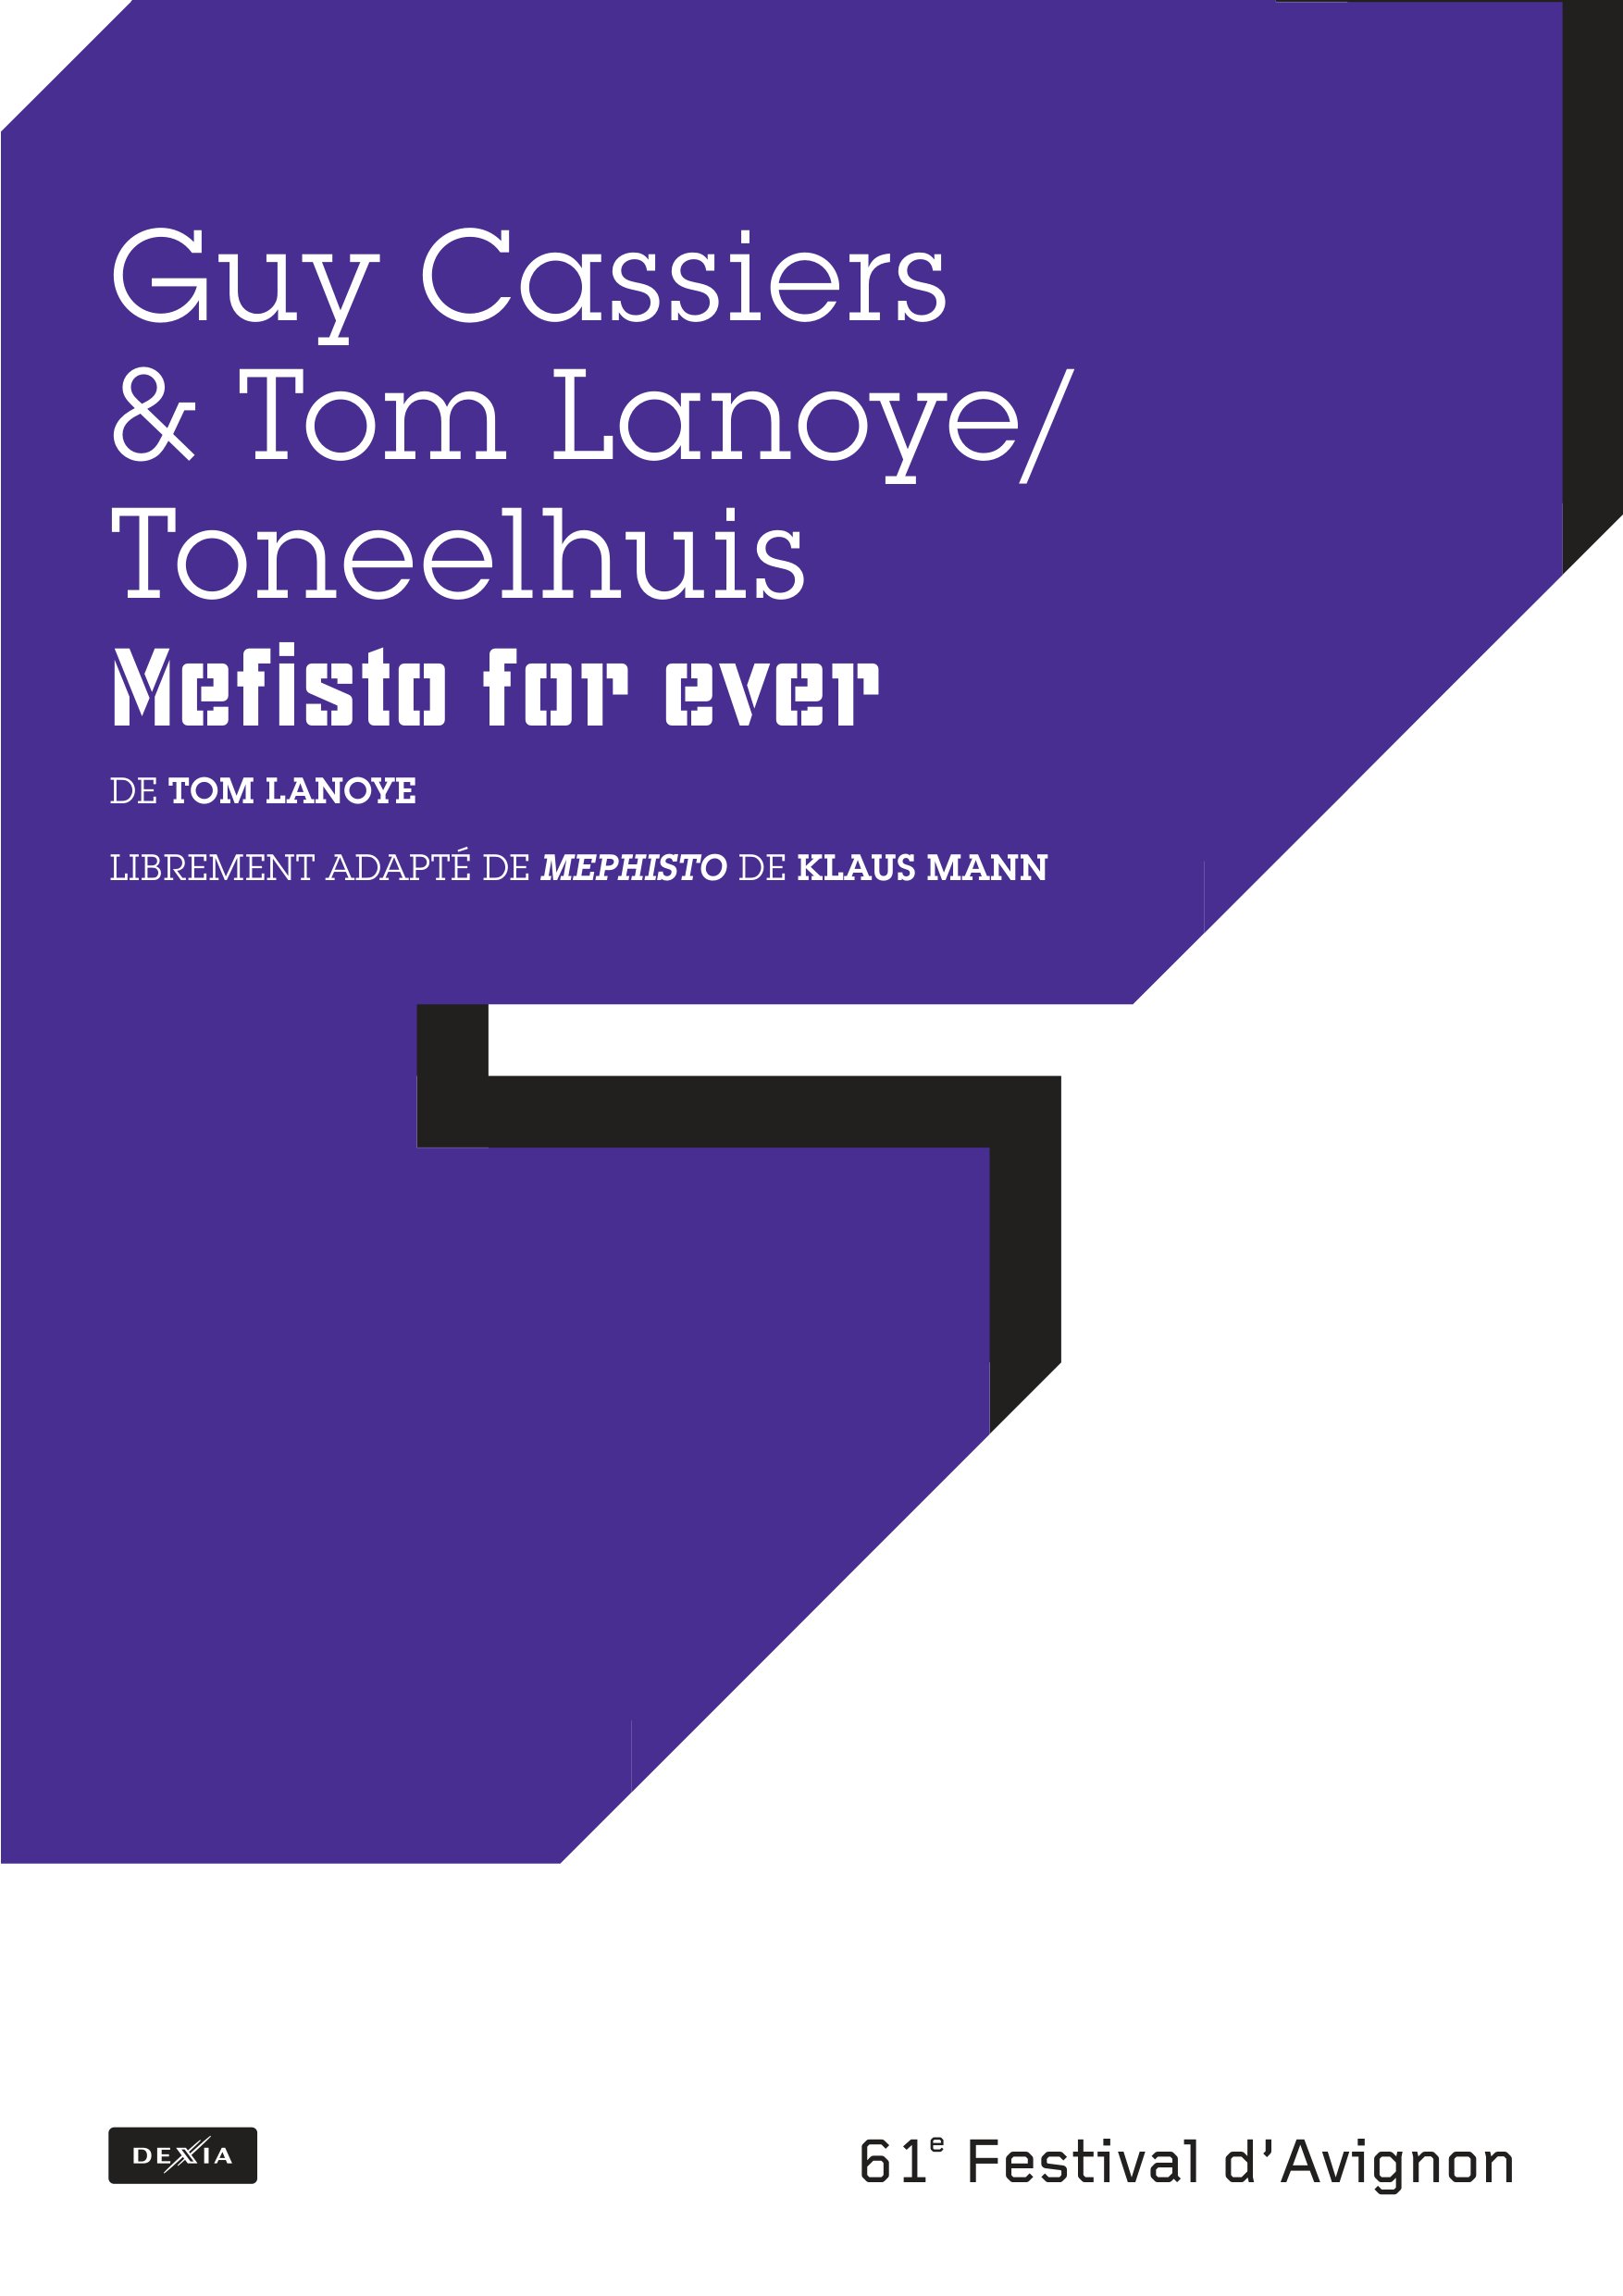 Guy Cassiers
& Tom Lanoye/
Toneelhuis
Mefisto for ever
DE TOM LANOYE
LIBREMENT ADAPTÉ DE MEPHISTO DE KLAUS MANN
DEXIA
61e Festival d'Avignon